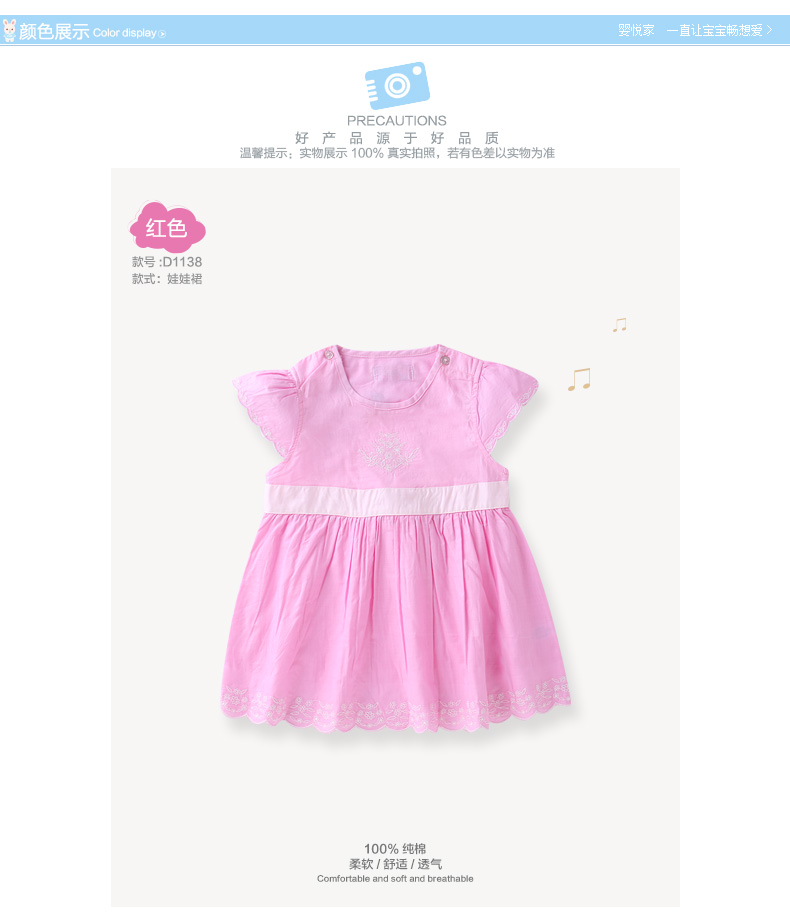 颜色展示 Color display
婴悦家 一直让宝宝畅想爱 >
PRECAUTIONS
好产品源于好品质
温馨提示：实物展示 100% 真实拍照，若有色差以实物为准
红色
款号 :D1138
款式：娃娃裙
100% 纯棉
柔软 / 舒适 / 透气
Comfortable and soft and breathable